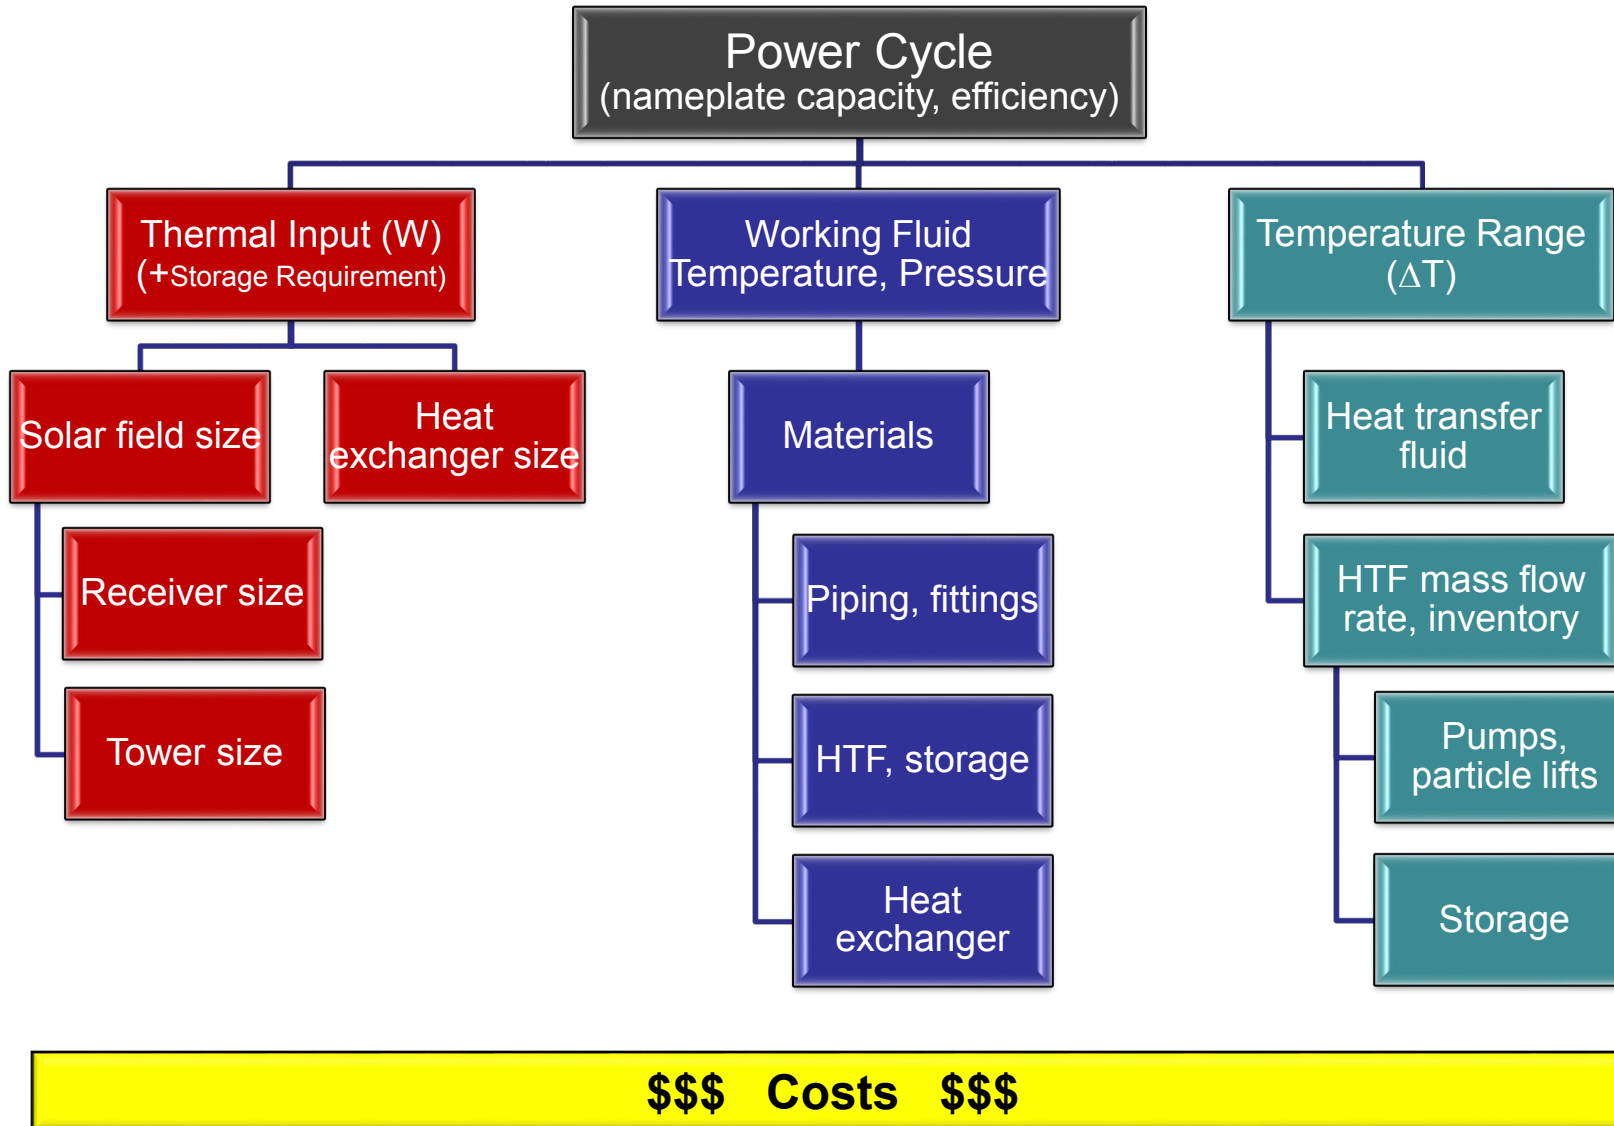 Power Cycle
(nameplate capacity, efficiency)
Thermal Input (W)
(+Storage Requirement)
Working Fluid
Temperature, Pressure
Temperature Range
(ΔT)
Solar field size
Heat
exchanger size
Materials
Heat transfer
fluid
Receiver size
Piping, fittings
HTF mass flow
rate, inventory
Tower size
HTF, storage
Pumps,
particle lifts
Heat
exchanger
Storage
$$$ Costs $$$